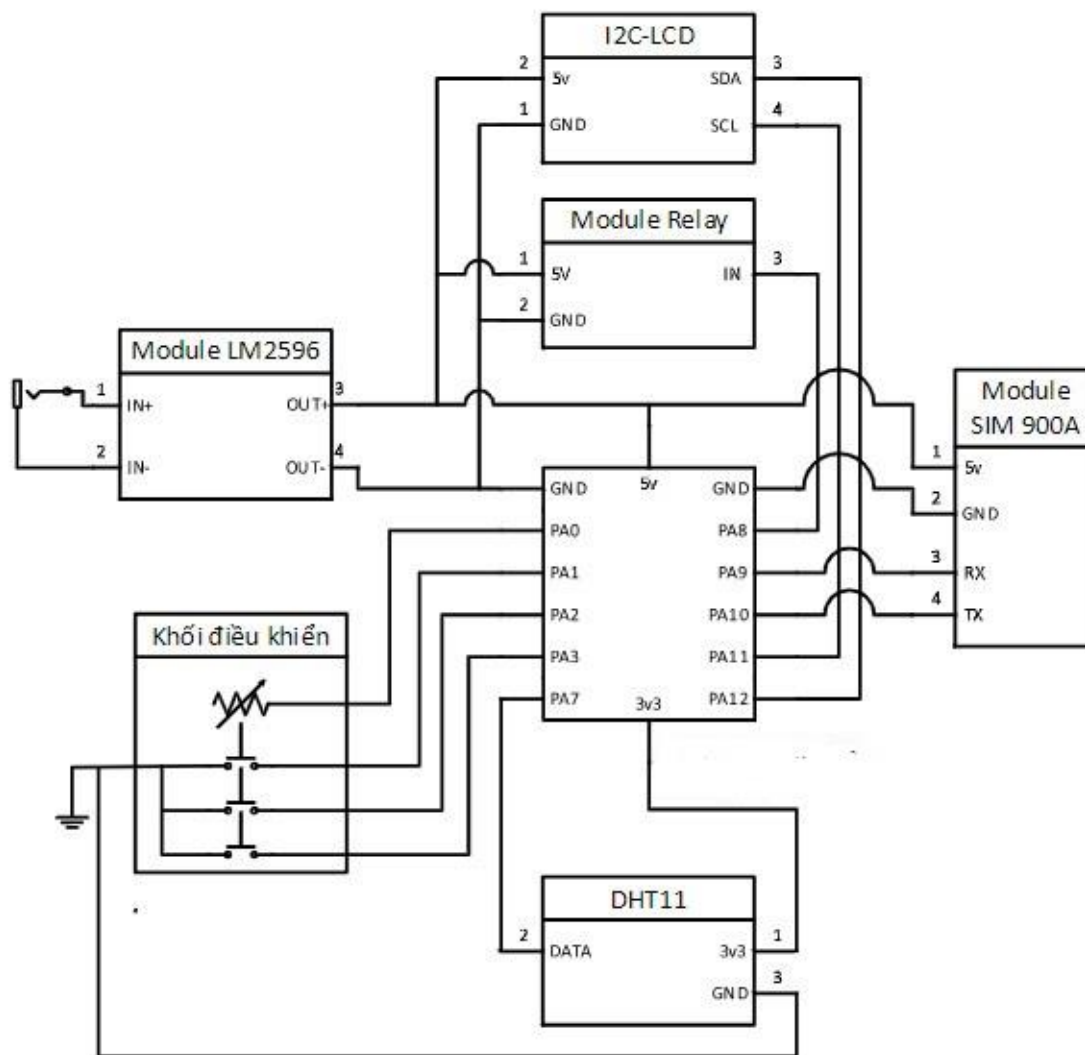 I2C-LCD
2 5v SDA 3
1 GND SCL 4
Module Relay
1 5V IN 3
2 GND
Module LM2596
1 IN+ OUT+ 3
2 IN- OUT- 4
Module
SIM 900A
1 5v
2 GND
3 RX
4 TX
5v
GND GND
PA0 PA8
PA1 PA9
PA2 PA10
PA3 PA11
PA7 PA12
3v3
Khối điều khiển
DHT11
2 DATA 3v3 1
GND 3